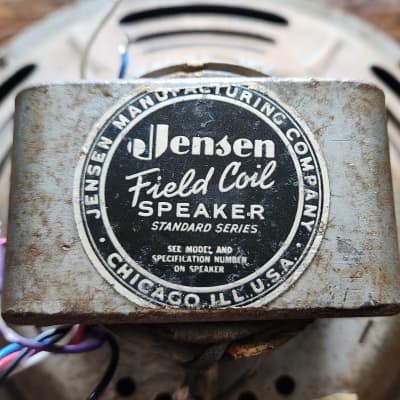 JENSEN MANUFACTURING COMPANY
Jensen
Field Coil
SPEAKER
STANDARD SERIES
SEE MODEL AND
SPECIFICATION NUMBER
ON SPEAKER
· CHICAGO, ILL., U.S.A. ·